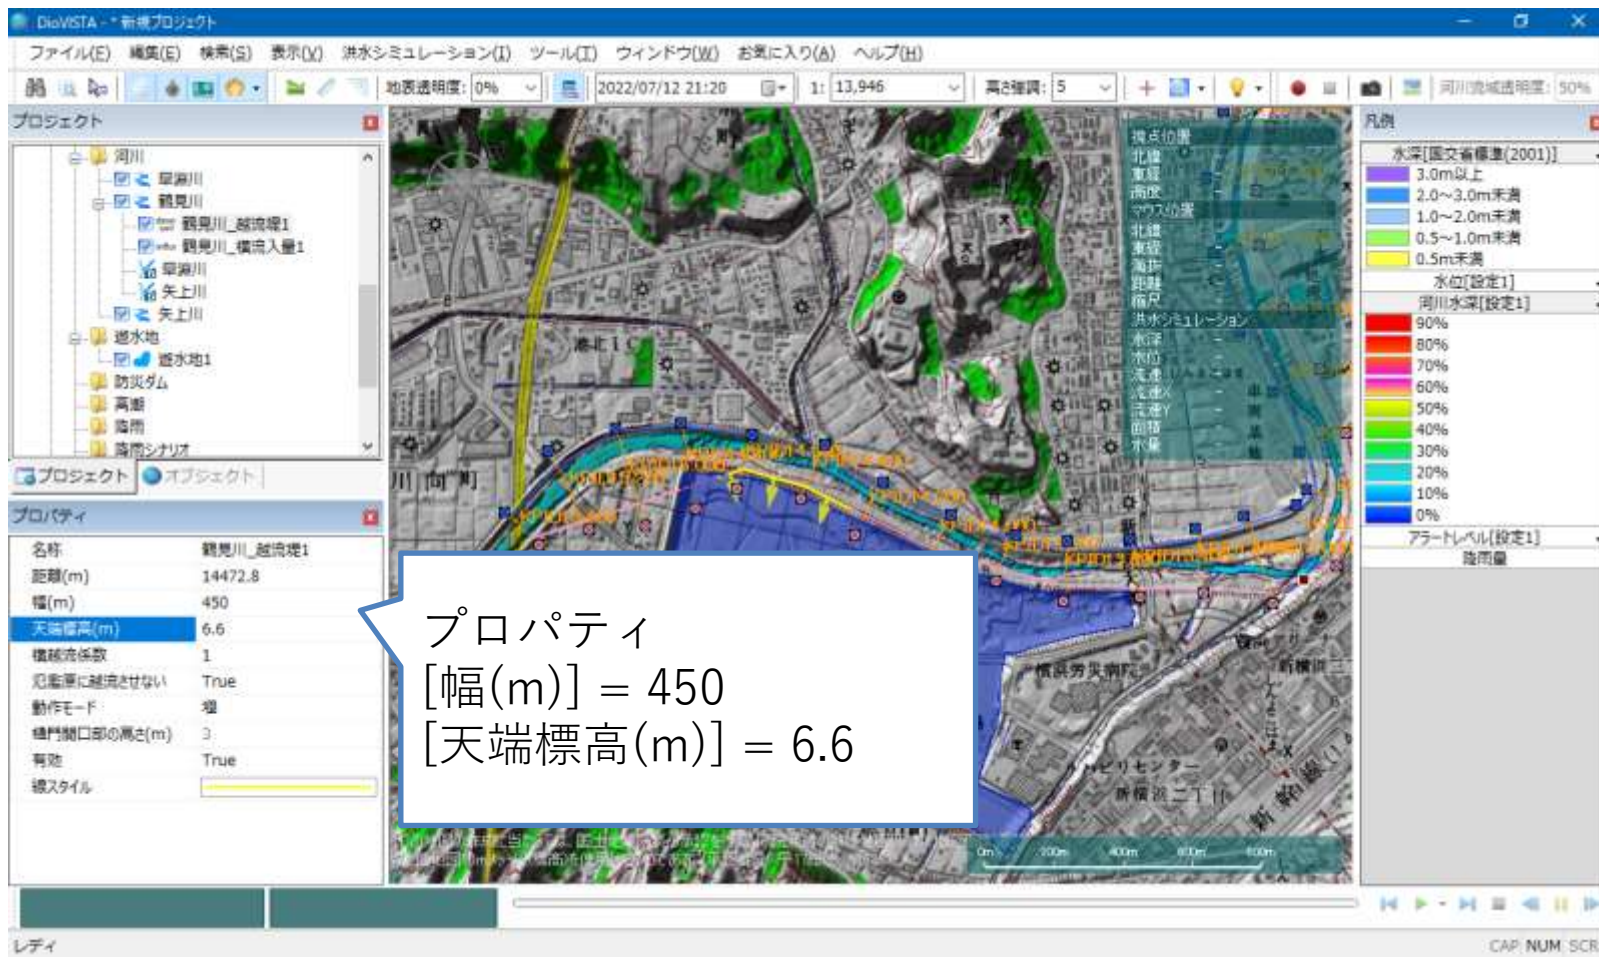 DioVISTA - * 新規プロジェクト
ファイル(F) 編集(E) 検索(S) 表示(V) 洪水シミュレーション(I) ツール(T) ウィンドウ(W) お気に入り(A) ヘルプ(H)
地表透明度: 0% 2022/07/12 21:20 1: 13,946 高さ強調: 5 河川流域透明度: 50%
プロジェクト
河川
早淵川
鶴見川
鶴見川_越流堤1
鶴見川_横流入量1
早淵川
矢上川
矢上川
遊水地
遊水地1
防災ダム
高潮
降雨
降雨シナリオ
プロジェクト オブジェクト
プロパティ
名称 鶴見川_越流堤1
距離(m) 14472.8
幅(m) 450
天端標高(m) 6.6
横越流係数 1
氾濫原に越流させない True
動作モード 堰
樋門開口部の高さ(m) 3
有効 True
線スタイル
プロパティ
[幅(m)] = 450
[天端標高(m)] = 6.6
港北IC
横浜労災病院
新横浜二丁目
視点位置
北緯
東経
高度
マウス位置
北緯
東経
標高
距離
縮尺
洪水シミュレーション
水深
水位
流速
流速X
流速Y
面積
水量
0m 200m 400m 600m 800m
凡例
水深[国交省標準(2001)]
3.0m以上
2.0～3.0m未満
1.0～2.0m未満
0.5～1.0m未満
0.5m未満
水位[設定1]
河川水深[設定1]
90%
80%
70%
60%
50%
40%
30%
20%
10%
0%
アラートレベル[設定1]
降雨量
レディ
CAP NUM SCR